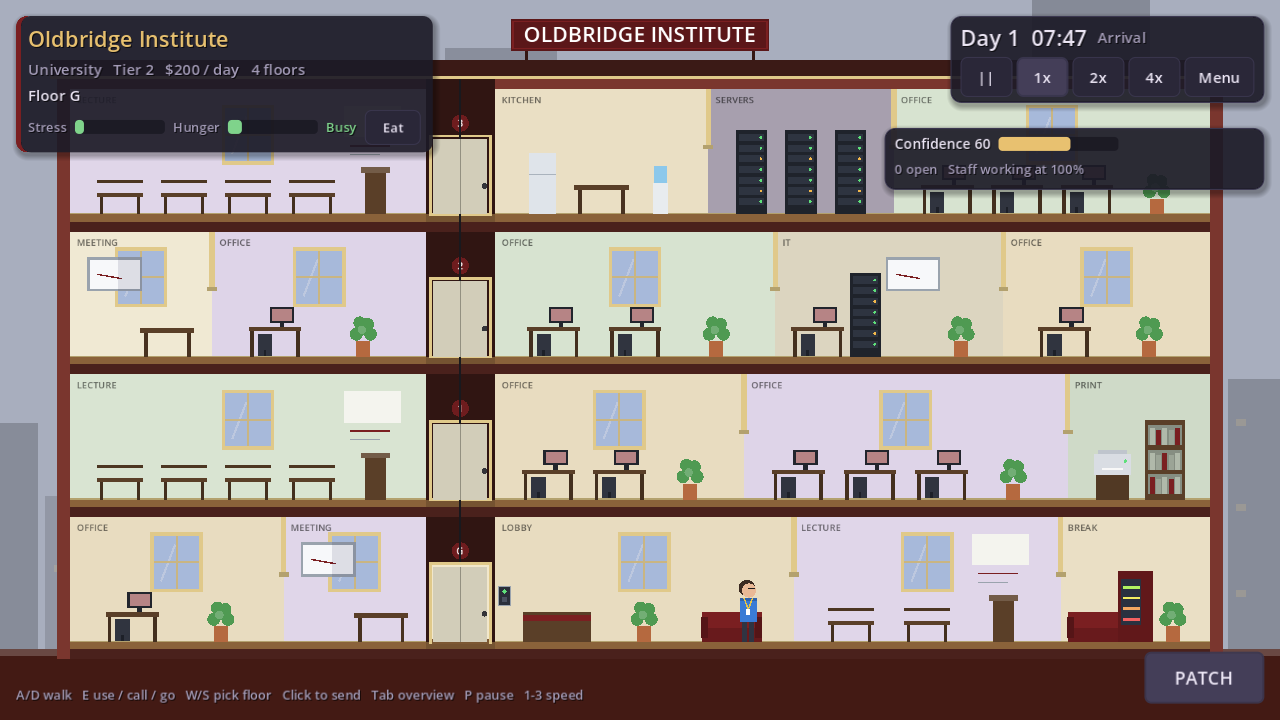 Oldbridge Institute
University Tier 2 $200 / day 4 floors
Floor G
Stress Hunger Busy Eat
OLDBRIDGE INSTITUTE
Day 1 07:47 Arrival
|| 1x 2x 4x Menu
Confidence 60
0 open Staff working at 100%
3
KITCHEN
SERVERS
OFFICE
MEETING
OFFICE
2
OFFICE
IT
OFFICE
LECTURE
1
OFFICE
OFFICE
PRINT
OFFICE
MEETING
G
LOBBY
LECTURE
BREAK
A/D walk E use / call / go W/S pick floor Click to send Tab overview P pause 1-3 speed
PATCH